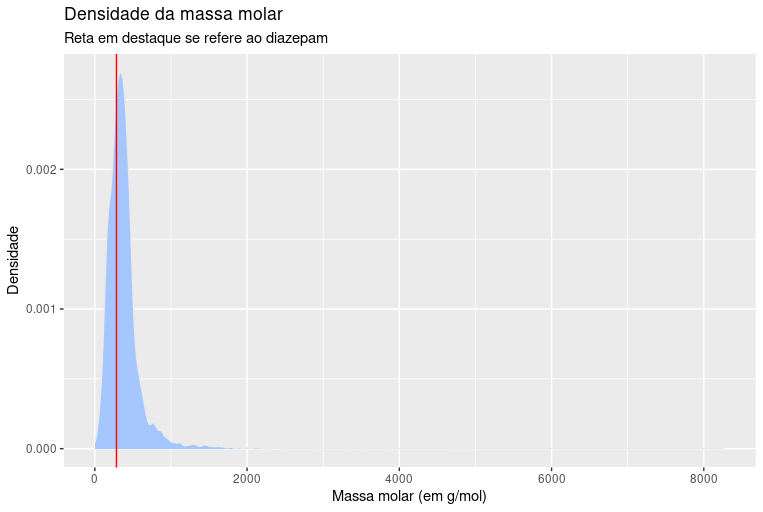 Densidade da massa molar
Reta em destaque se refere ao diazepam
Densidade
0.002
0.001
0.000
0 2000 4000 6000 8000
Massa molar (em g/mol)